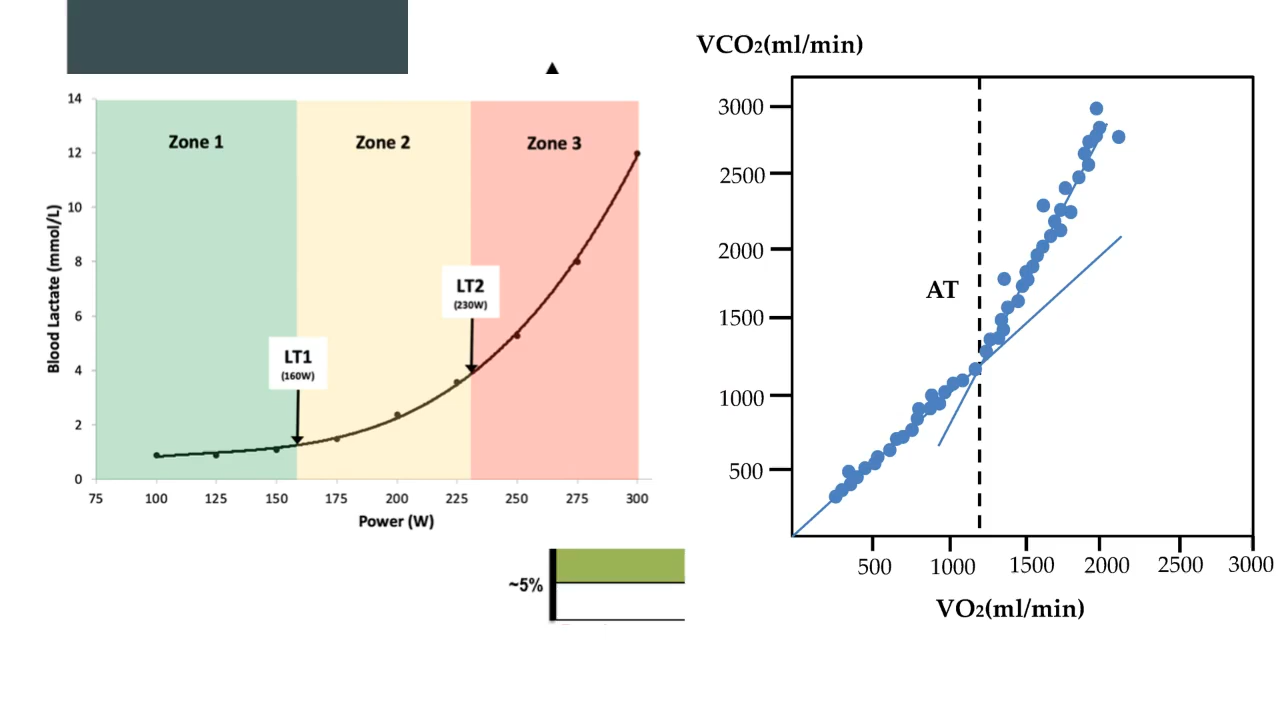 14
12
10
8
6
4
2
0
Blood Lactate (mmol/L)
Zone 1
Zone 2
Zone 3
LT1
(160W)
LT2
(230W)
75 100 125 150 175 200 225 250 275 300
Power (W)
~5%
VCO2(ml/min)
3000
2500
2000
1500
1000
500
AT
500 1000 1500 2000 2500 3000
VO2(ml/min)